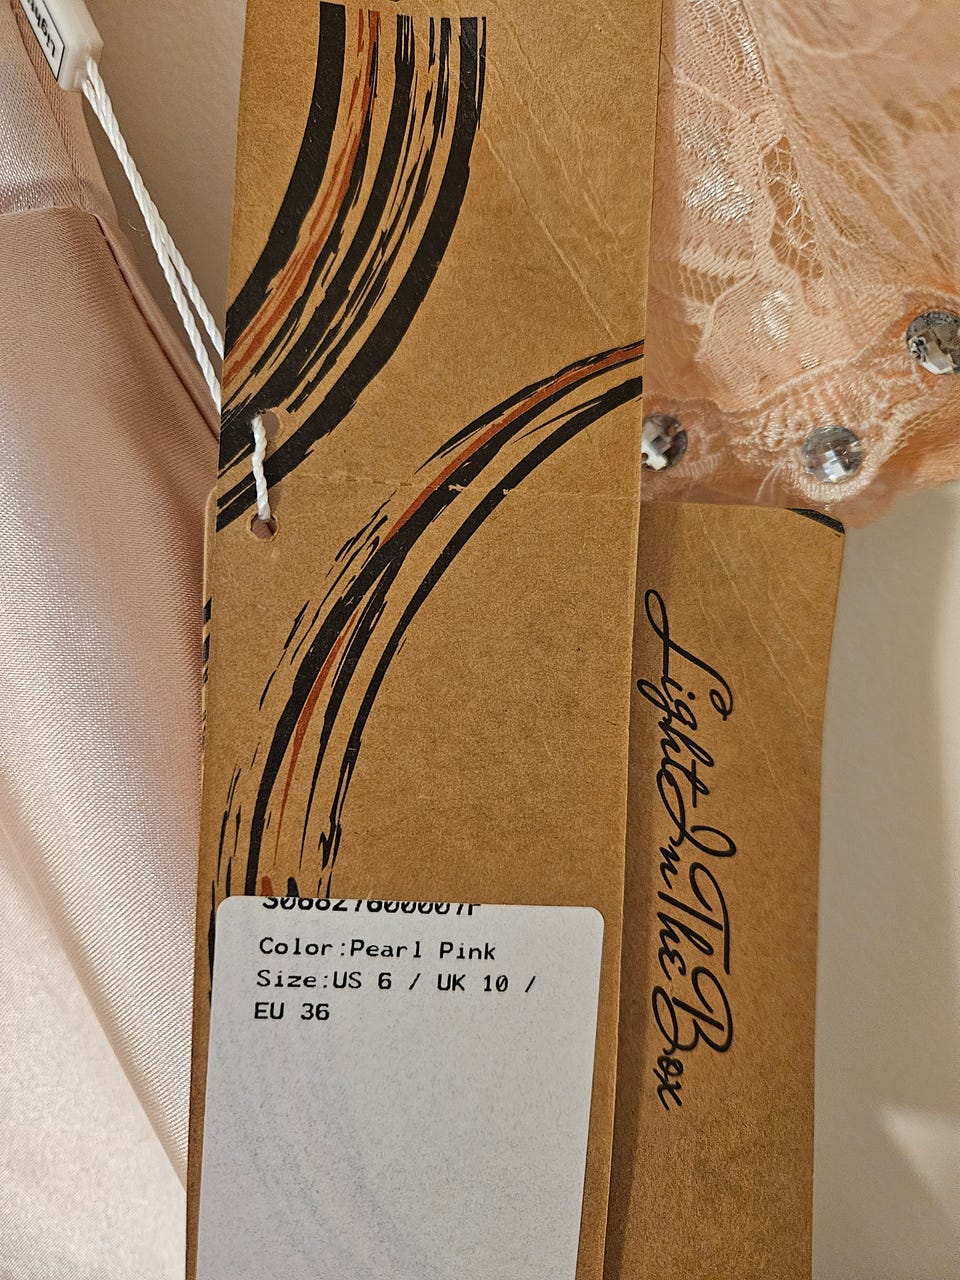 Color:Pearl Pink
Size:US 6 / UK 10 /
EU 36
LightInTheBox